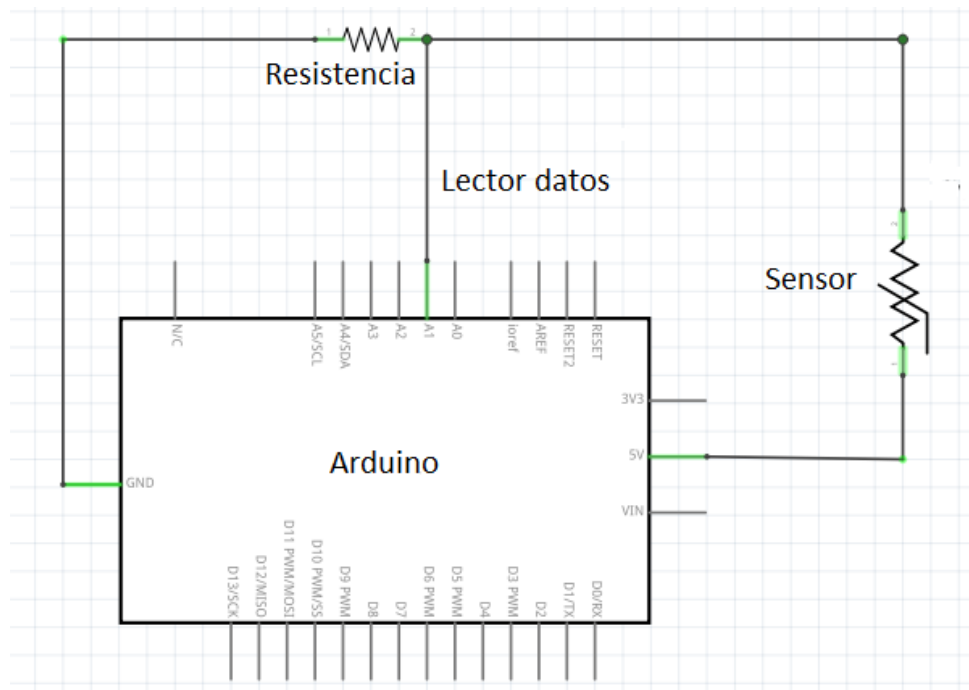 1
2
Resistencia
Lector datos
2
Sensor
1
N/C
A5/SCL
A4/SDA
A3
A2
A1
A0
ioref
AREF
RESET2
RESET
3V3
Arduino
5V
GND
VIN
D13/SCK
D12/MISO
D11 PWM/MOSI
D10 PWM/SS
D9 PWM
D8
D7
D6 PWM
D5 PWM
D4
D3 PWM
D2
D1/TX
D0/RX